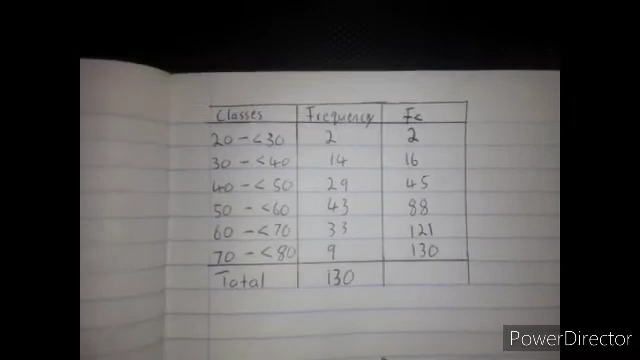 Classes Frequency F<
20 - <30 2 2
30 - <40 14 16
40 - <50 29 45
50 - <60 43 88
60 - <70 33 121
70 - <80 9 130
Total 130
PowerDirector